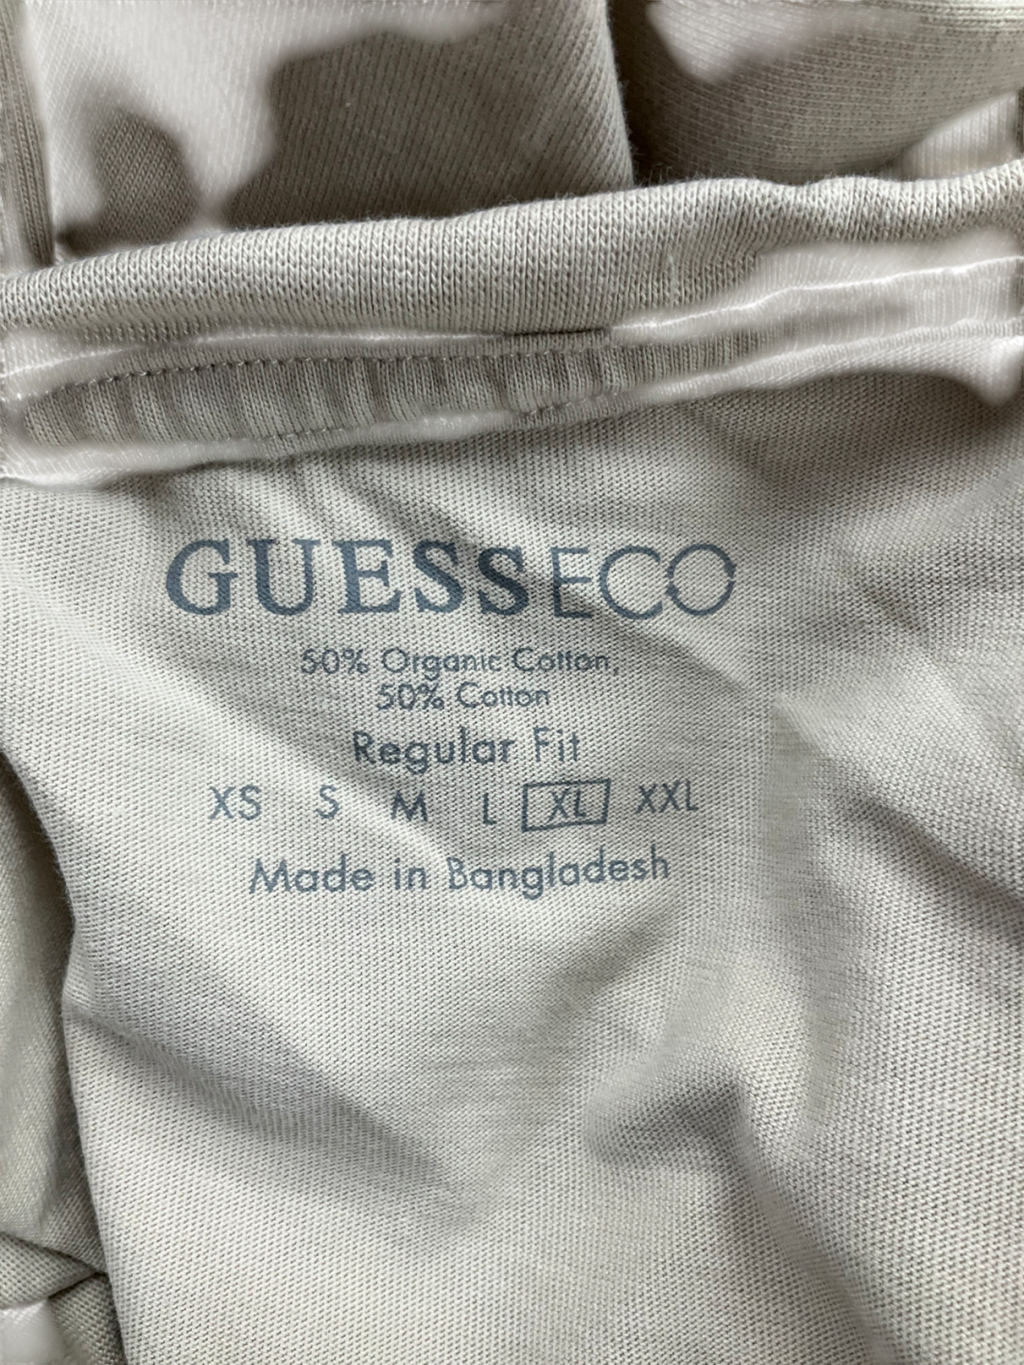 GUESSECO
50% Organic Cotton,
50% Cotton
Regular Fit
XS S M L XL XXL
Made in Bangladesh